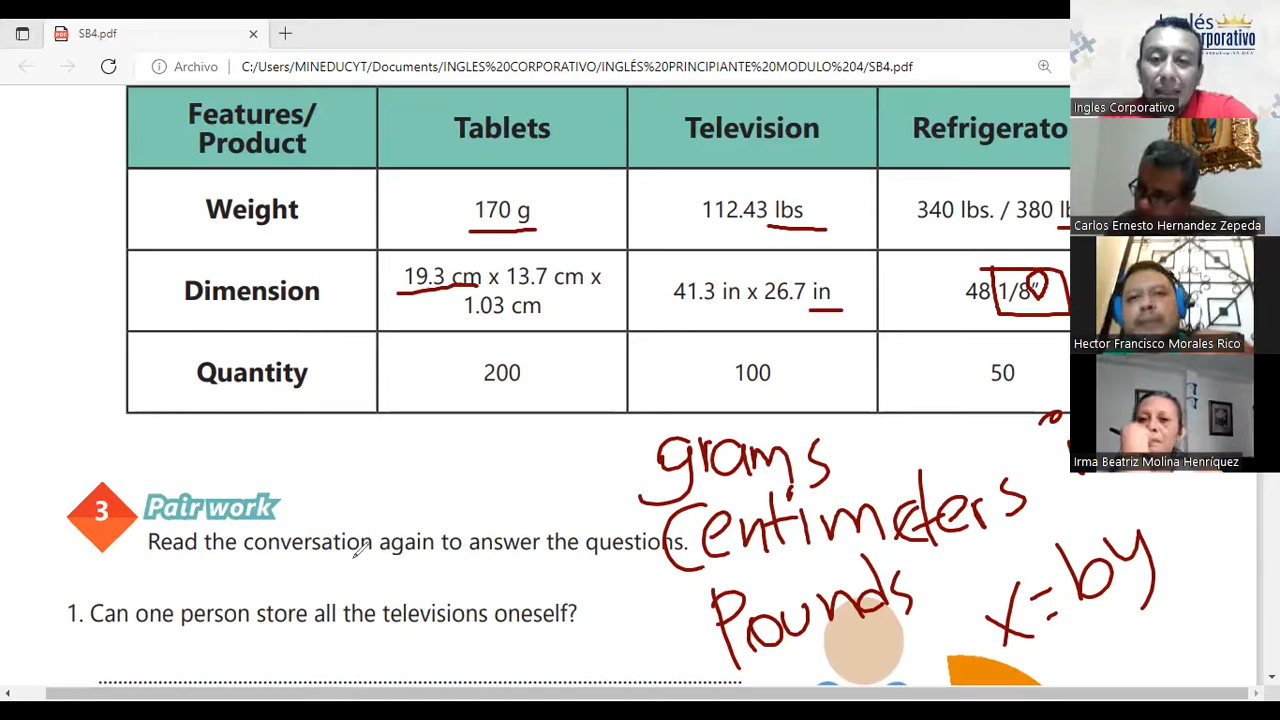 SB4.pdf
Archivo C:/Users/MINEDUCYT/Documents/INGLES%20CORPORATIVO/INGLÉS%20PRINCIPIANTE%20MODULO%204/SB4.pdf
Inglés
Corporativo
Ingles Corporativo
Features/ Tablets Television Refrigerato
Product
Weight 170 g 112.43 lbs 340 lbs. / 380 lb
Carlos Ernesto Hernandez Zepeda
Dimension 19.3 cm x 13.7 cm x 41.3 in x 26.7 in 48 1/8"
1.03 cm
Hector Francisco Morales Rico
Quantity 200 100 50
Irma Beatriz Molina Henríquez
grams
centimeters
Pounds
x = by
3 Pair work
Read the conversation again to answer the questions.
1. Can one person store all the televisions oneself?